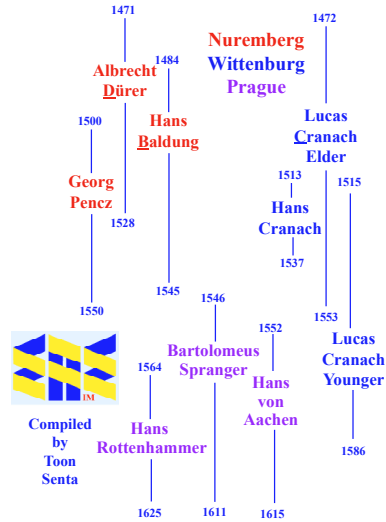 1471
1472
Nuremberg
Wittenburg
Prague
Albrecht
Dürer
1484
1500
Hans
Baldung
Lucas
Cranach
Elder
Georg
Pencz
1513
1515
Hans
Cranach
1528
1537
1545
1550
1546
1553
1552
Lucas
Cranach
Younger
Bartolomeus
Spranger
1564
Hans
von
Aachen
IM
Compiled
by
Toon
Senta
Hans
Rottenhammer
1586
1625
1611
1615